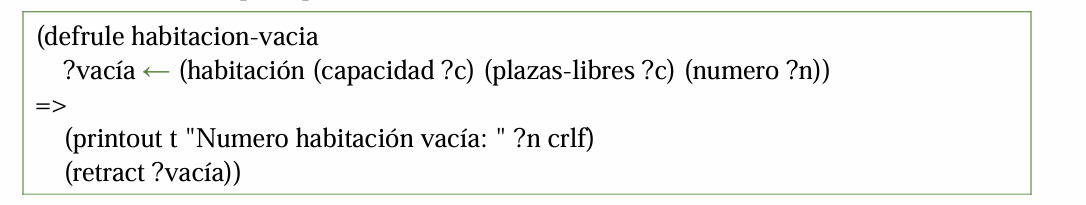 (defrule habitacion-vacia
?vacía ← (habitación (capacidad ?c) (plazas-libres ?c) (numero ?n))
=>
(printout t "Numero habitación vacía: " ?n crlf)
(retract ?vacía))